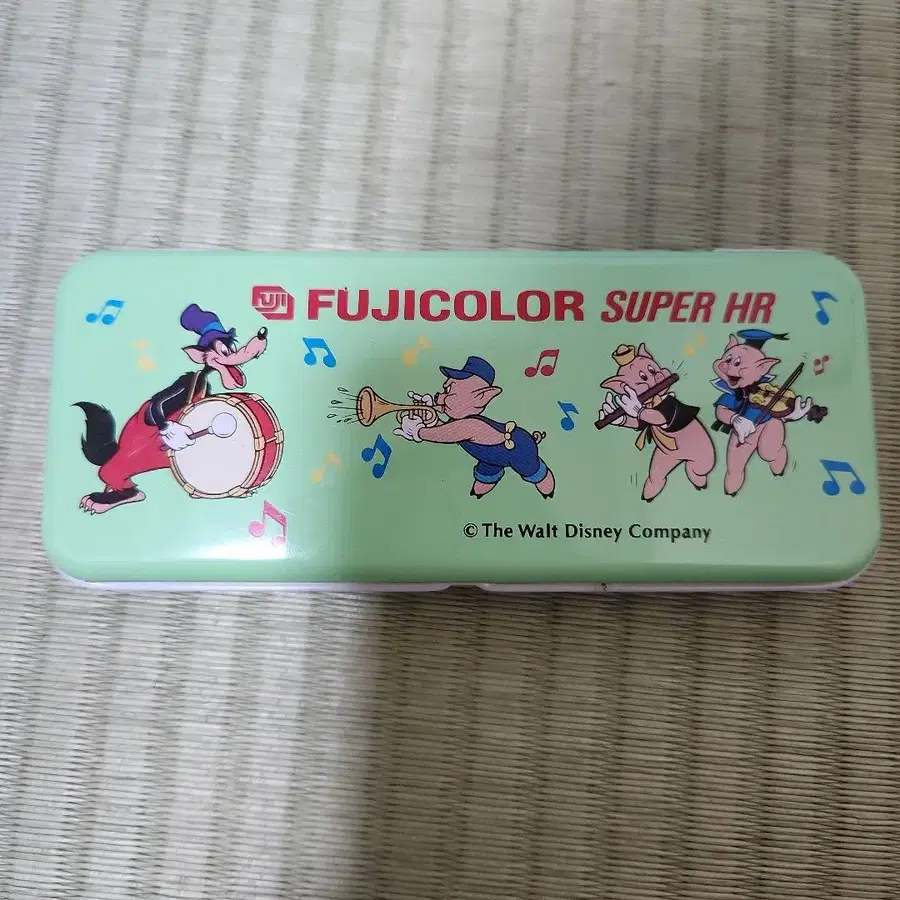 FUJI FUJICOLOR SUPER HR
© The Walt Disney Company